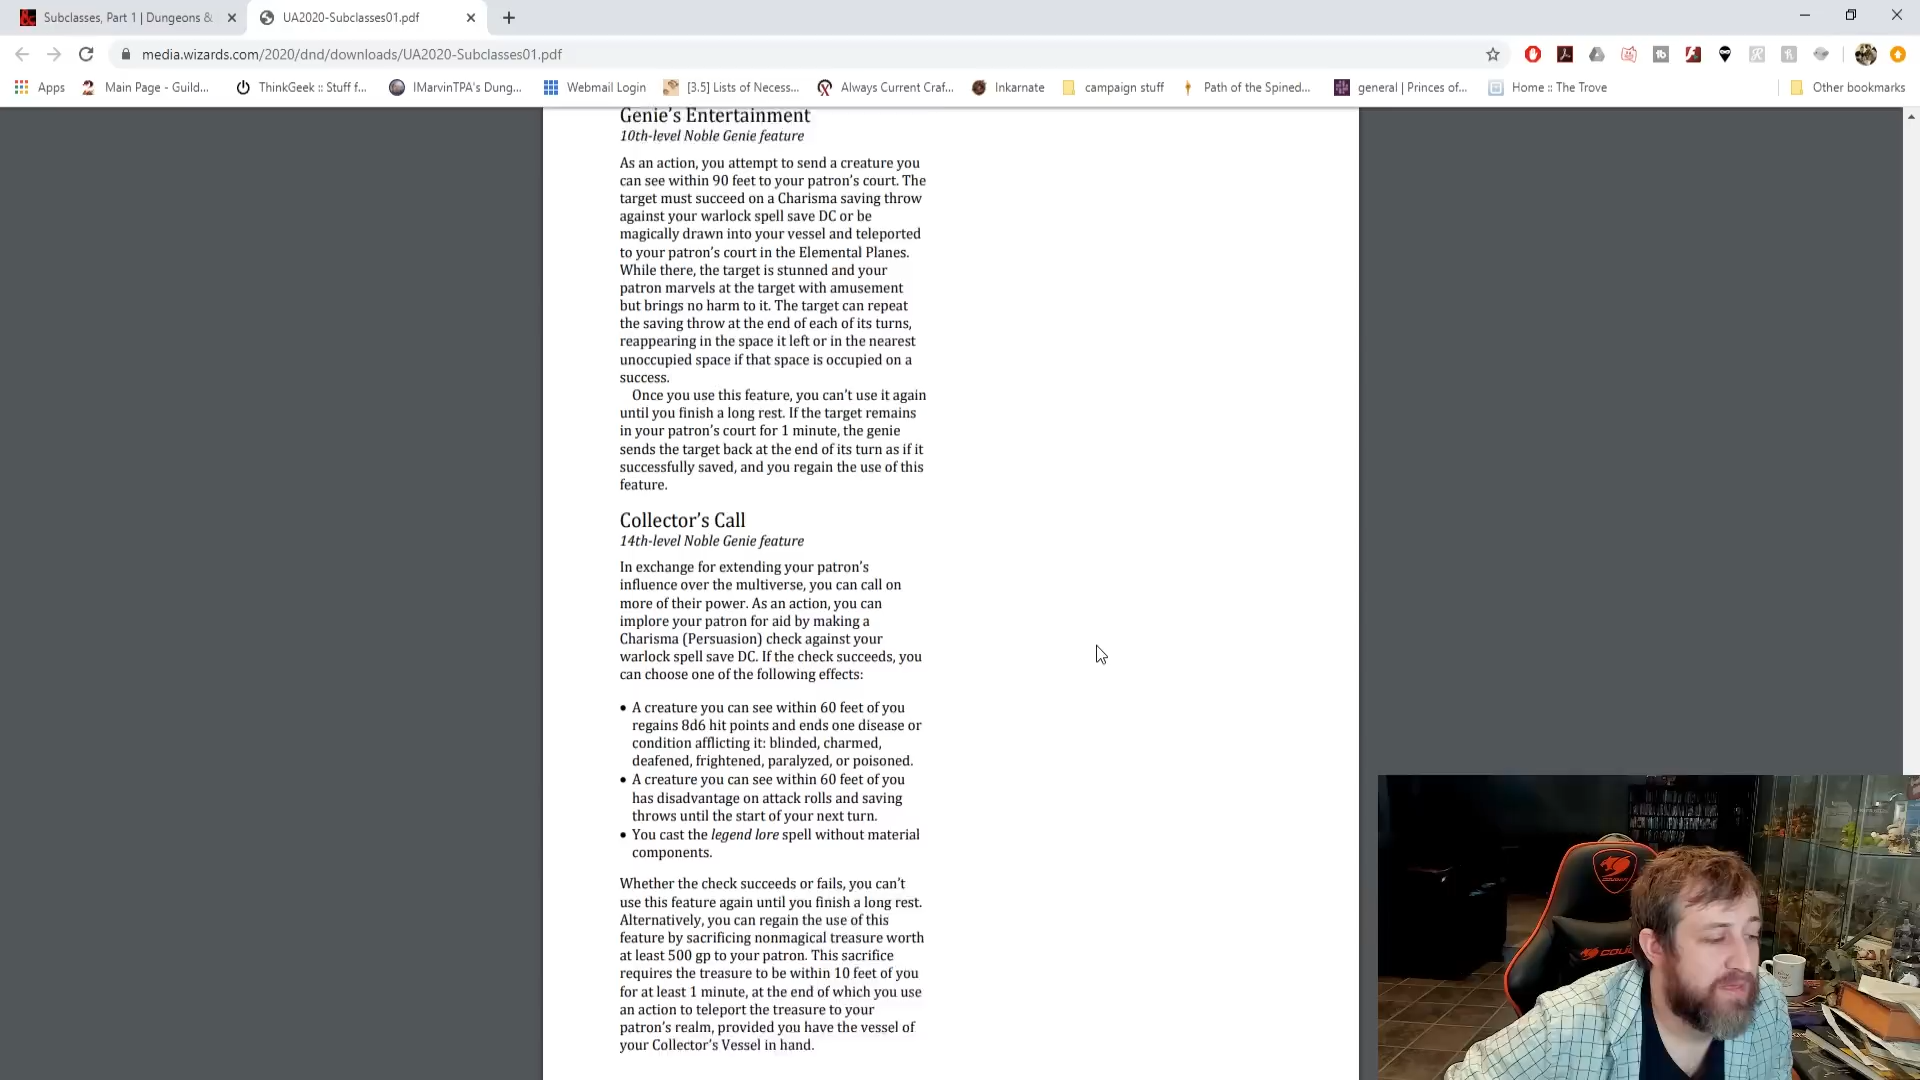 Subclasses, Part 1 | Dungeons &
UA2020-Subclasses01.pdf
media.wizards.com/2020/dnd/downloads/UA2020-Subclasses01.pdf
Apps
Main Page - Guild...
ThinkGeek :: Stuff f...
IMarvinTPA's Dung...
Webmail Login
[3.5] Lists of Necess...
Always Current Craf...
Inkarnate
campaign stuff
Path of the Spined...
general | Princes of...
Home :: The Trove
Other bookmarks
Genie's Entertainment
10th-level Noble Genie feature
As an action, you attempt to send a creature you
can see within 90 feet to your patron's court. The
target must succeed on a Charisma saving throw
against your warlock spell save DC or be
magically drawn into your vessel and teleported
to your patron's court in the Elemental Planes.
While there, the target is stunned and your
patron marvels at the target with amusement
but brings no harm to it. The target can repeat
the saving throw at the end of each of its turns,
reappearing in the space it left or in the nearest
unoccupied space if that space is occupied on a
success.
Once you use this feature, you can't use it again
until you finish a long rest. If the target remains
in your patron's court for 1 minute, the genie
sends the target back at the end of its turn as if it
successfully saved, and you regain the use of this
feature.
Collector's Call
14th-level Noble Genie feature
In exchange for extending your patron's
influence over the multiverse, you can call on
more of their power. As an action, you can
implore your patron for aid by making a
Charisma (Persuasion) check against your
warlock spell save DC. If the check succeeds, you
can choose one of the following effects:
• A creature you can see within 60 feet of you
regains 8d6 hit points and ends one disease or
condition afflicting it: blinded, charmed,
deafened, frightened, paralyzed, or poisoned.
• A creature you can see within 60 feet of you
has disadvantage on attack rolls and saving
throws until the start of your next turn.
• You cast the legend lore spell without material
components.
Whether the check succeeds or fails, you can't
use this feature again until you finish a long rest.
Alternatively, you can regain the use of this
feature by sacrificing nonmagical treasure worth
at least 500 gp to your patron. This sacrifice
requires the treasure to be within 10 feet of you
for at least 1 minute, at the end of which you use
an action to teleport the treasure to your
patron's realm, provided you have the vessel of
your Collector's Vessel in hand.